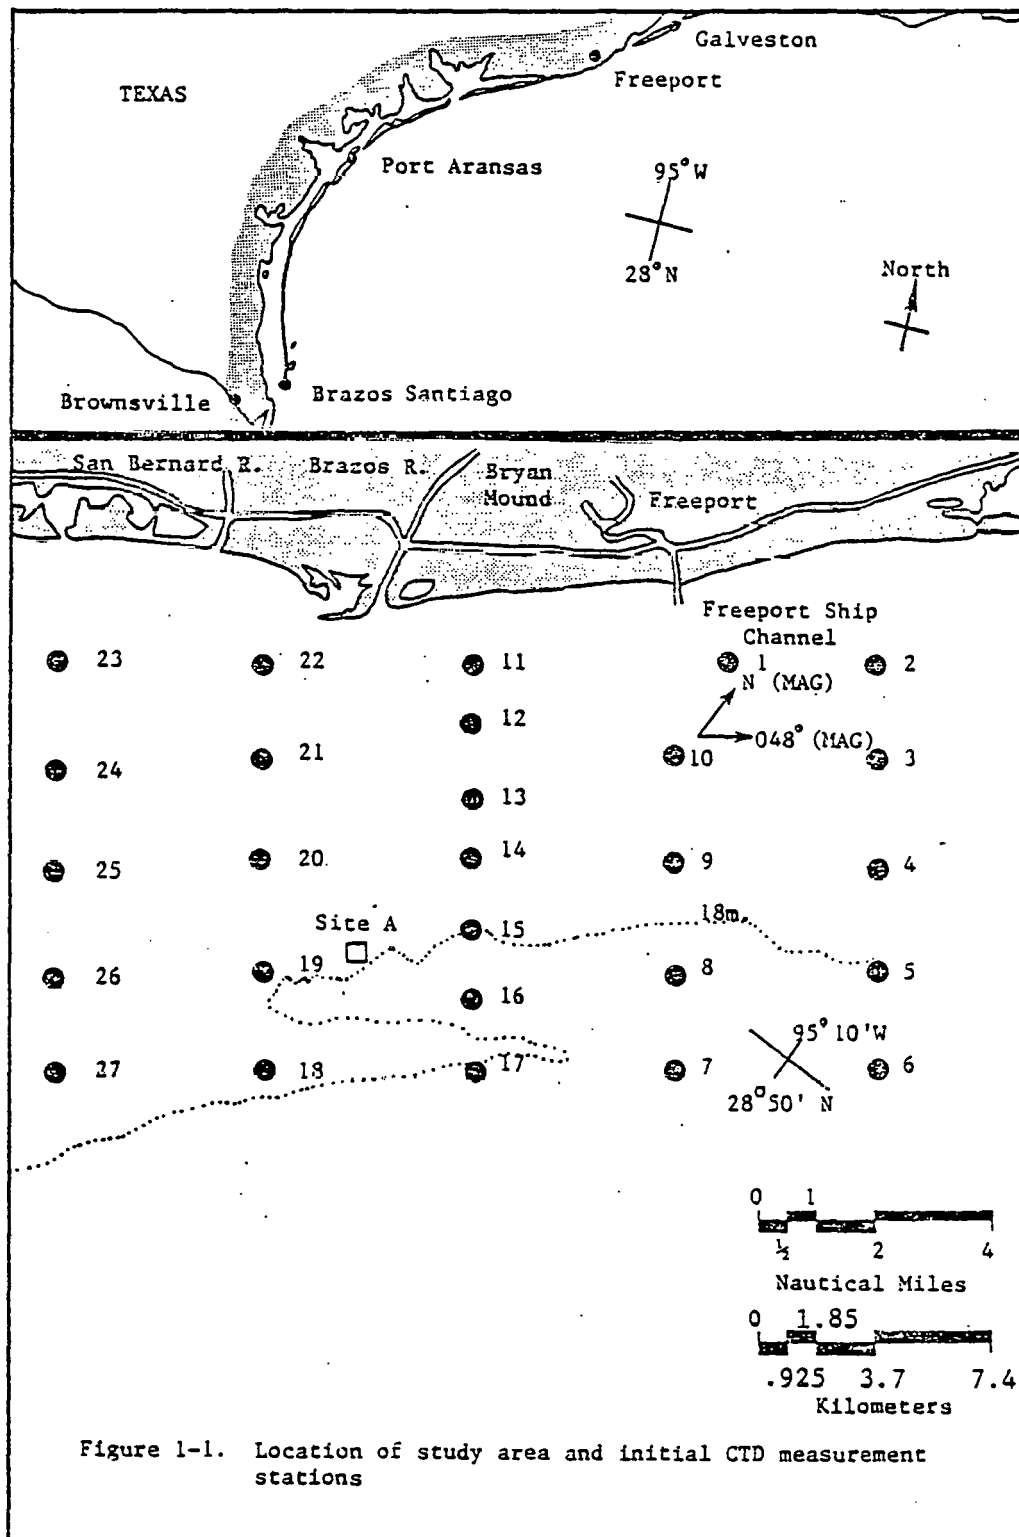 Galveston
Freeport
TEXAS
Port Aransas
95°W
28°N
North
Brownsville
Brazos Santiago
San Bernard R.
Brazos R.
Bryan
Mound
Freeport
Freeport Ship
Channel
23
22
11
1
2
N (MAG)
12
048° (MAG)
24
21
10
3
13
25
20
14
9
4
Site A
15
18m.
26
19
16
8
5
95° 10'W
27
18
17
7
6
28° 50' N
0 1
½ 2 4
Nautical Miles
0 1.85
.925 3.7 7.4
Kilometers
Figure 1-1. Location of study area and initial CTD measurement
stations